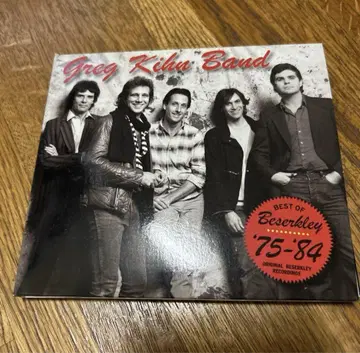 Greg Kihn Band
BEST OF
Beserkley
'75-'84
ORIGINAL BESERKLEY
RECORDINGS